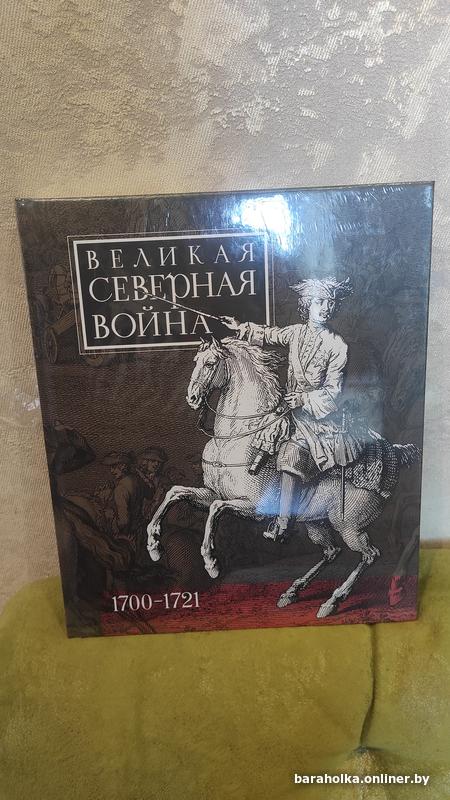 ВЕЛИКАЯ
СЕВЕРНАЯ
ВОЙНА
1700-1721
baraholka.onliner.by